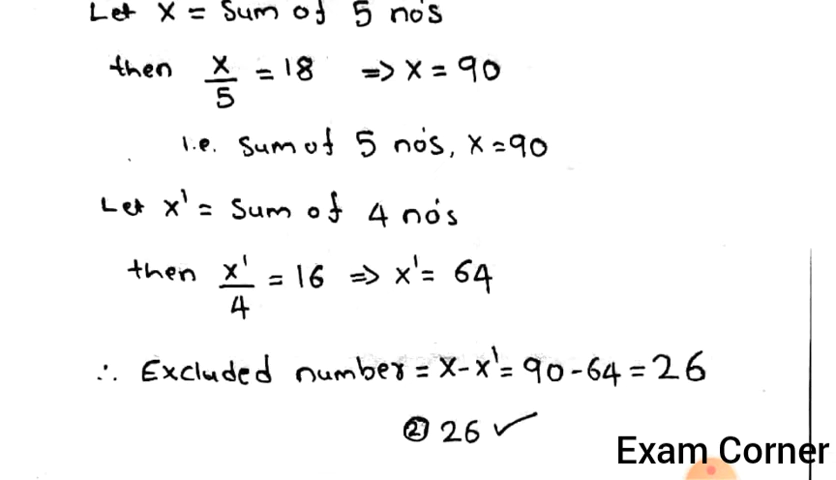 Let x = Sum of 5 nos
then x/5 = 18 => x = 90
i.e. Sum of 5 no's, x = 90
Let x' = Sum of 4 no's
then x'/4 = 16 => x' = 64
∴ Excluded number = x - x' = 90 - 64 = 26
② 26 ✓
Exam Corner